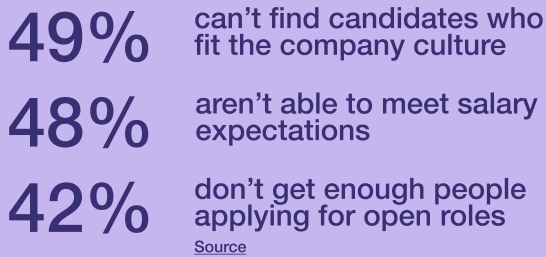 49% can’t find candidates who
fit the company culture
48% aren’t able to meet salary
expectations
42% don’t get enough people
applying for open roles
Source